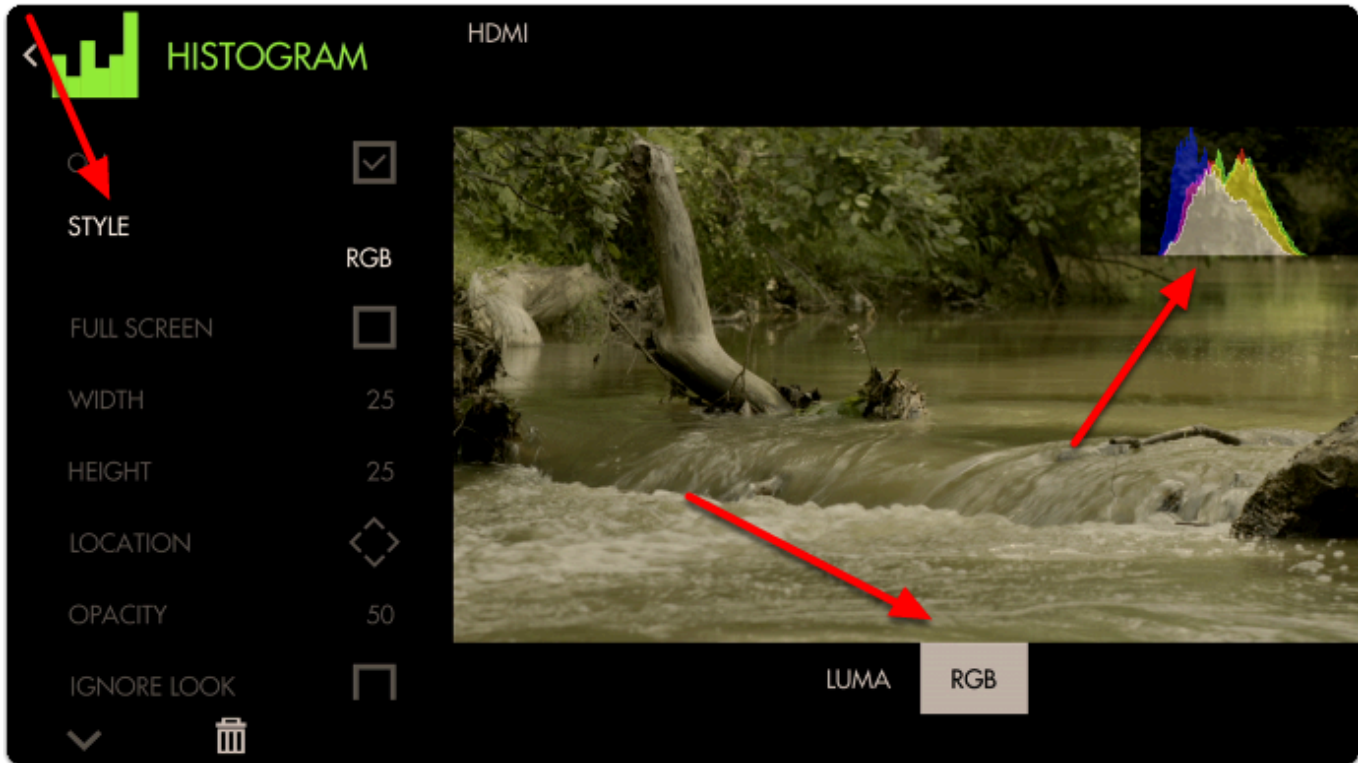 HISTOGRAM
HDMI
STYLE
RGB
FULL SCREEN
WIDTH 25
HEIGHT 25
LOCATION
OPACITY 50
IGNORE LOOK
LUMA RGB